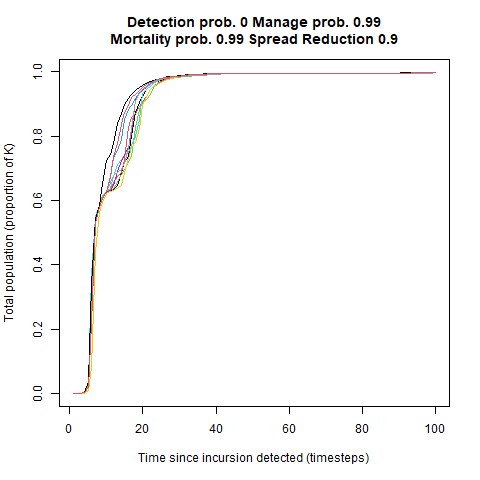 Detection prob. 0 Manage prob. 0.99
Mortality prob. 0.99 Spread Reduction 0.9
Total population (proportion of K)
1.0
0.8
0.6
0.4
0.2
0.0
0 20 40 60 80 100
Time since incursion detected (timesteps)